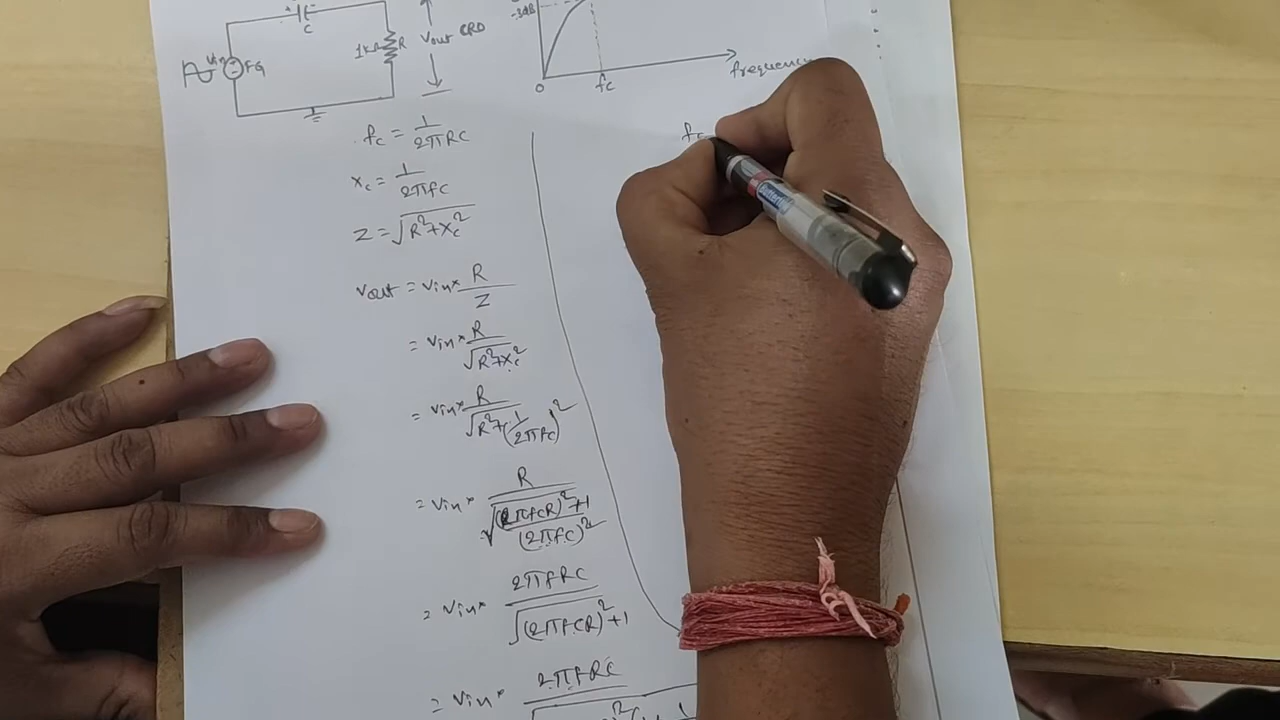 C
Vin
FG
1kΩ
R
Vout CRO
-3dB
0
fc
frequency
fc = 1/2πRC
Xc = 1/2πfC
Z = √R²+Xc²
Vout = Vin* R/Z
= Vin* R/√R²+Xc²
= Vin* R/√R²+(1/2πfC)²
= Vin* R/√(2πfCR)²+1/(2πfC)²
= Vin* 2πfRC/√(2πfCR)²+1
= Vin* 2πfRC
fc